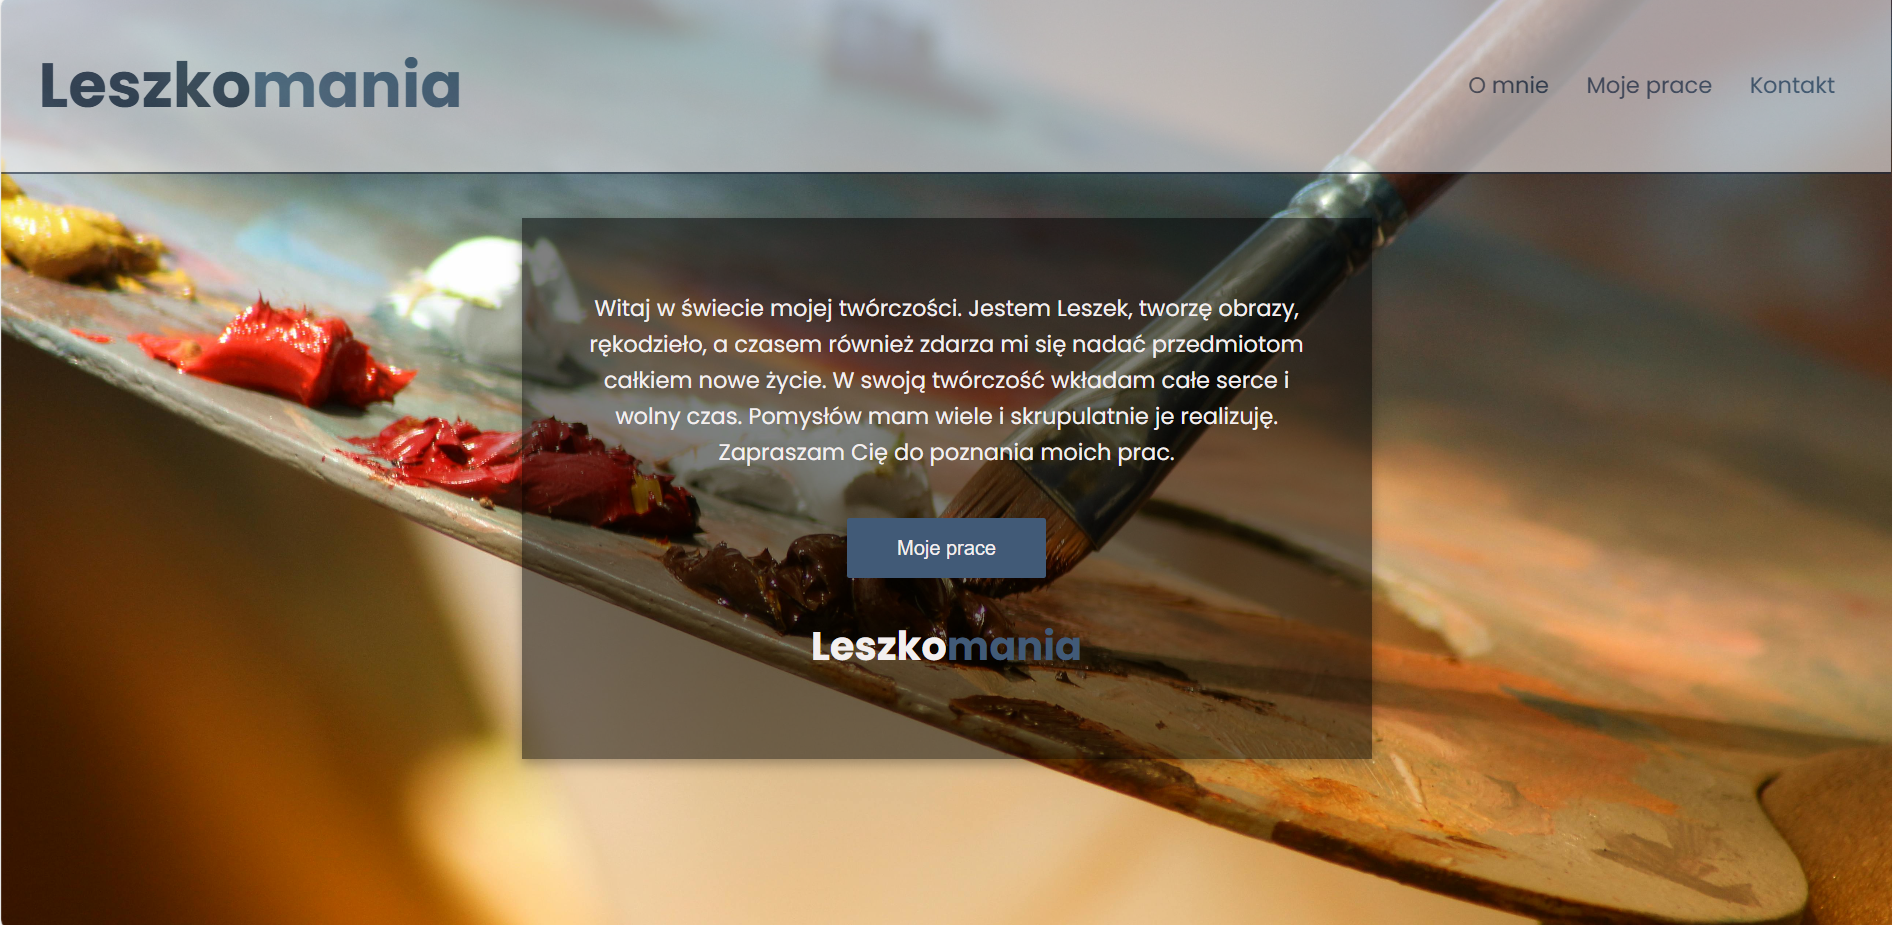 Leszkomania
O mnie Moje prace Kontakt
Witaj w świecie mojej twórczości. Jestem Leszek, tworzę obrazy,
rękodzieło, a czasem również zdarza mi się nadać przedmiotom
całkiem nowe życie. W swoją twórczość wkładam całe serce i
wolny czas. Pomysłów mam wiele i skrupulatnie je realizuję.
Zapraszam Cię do poznania moich prac.
Moje prace
Leszkomania